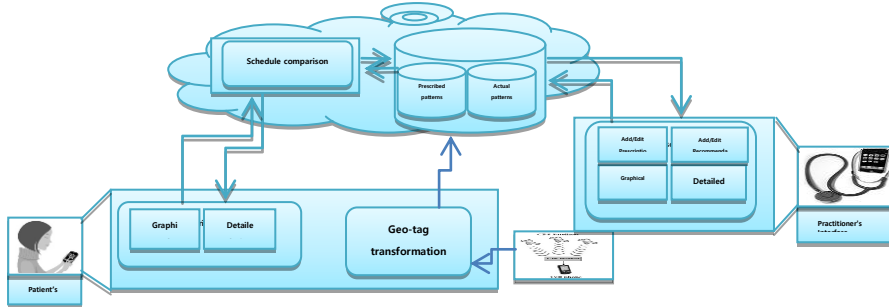 Schedule comparison
Prescribed
patterns
Actual
patterns
Add/Edit
Prescriptio
Add/Edit
Recommenda
Graphical
Detailed
Practitioner's
Graphi
Detaile
Geo-tag
transformation
Patient's